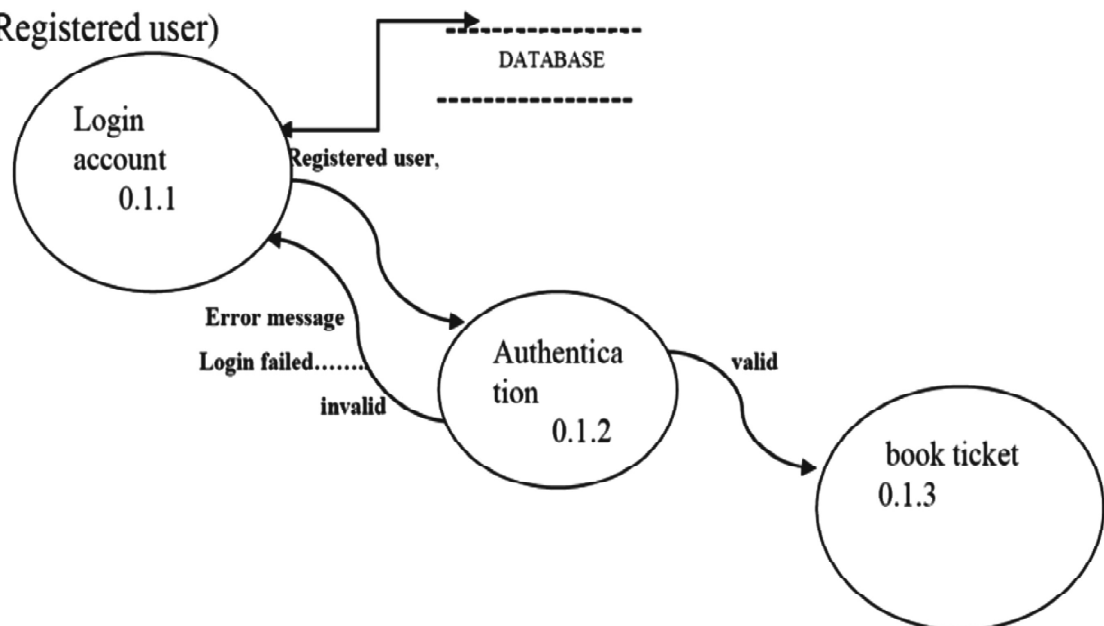 Registered user)
DATABASE
Login
account
0.1.1
Registered user,
Error message
Login failed........
invalid
Authentica
tion
0.1.2
valid
book ticket
0.1.3